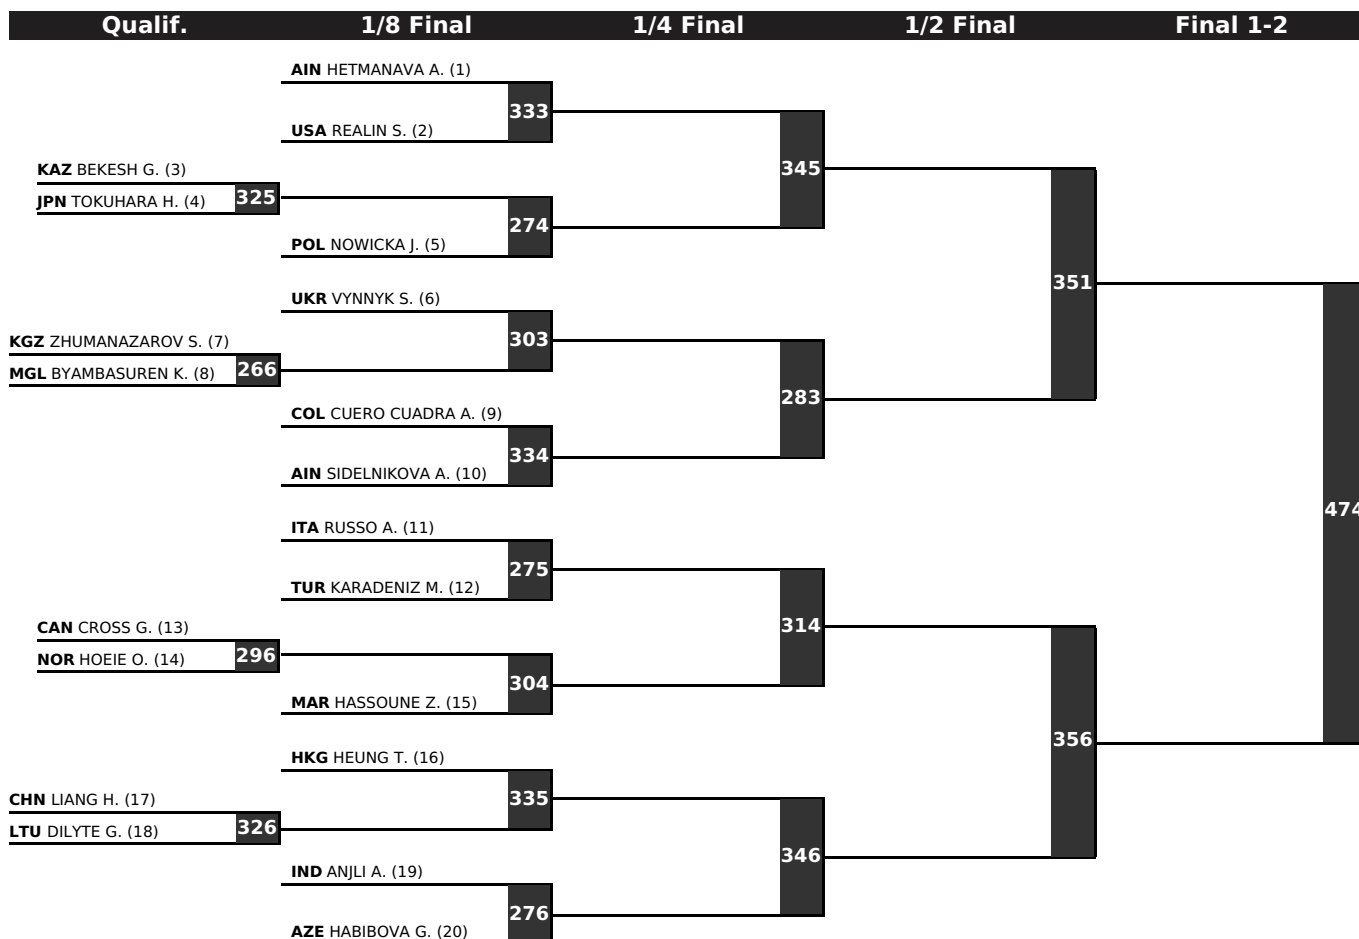 Qualif. 1/8 Final 1/4 Final 1/2 Final Final 1-2
AIN HETMANAVA A. (1)
333
USA REALIN S. (2)
KAZ BEKESH G. (3)
345
JPN TOKUHARA H. (4) 325
274
POL NOWICKA J. (5)
351
UKR VYNNYK S. (6)
KGZ ZHUMANAZAROV S. (7)
303
MGL BYAMBASUREN K. (8) 266
283
COL CUERO CUADRA A. (9)
334
AIN SIDELNIKOVA A. (10)
474
ITA RUSSO A. (11)
275
TUR KARADENIZ M. (12)
CAN CROSS G. (13)
314
NOR HOEIE O. (14) 296
304
MAR HASSOUNE Z. (15)
356
HKG HEUNG T. (16)
CHN LIANG H. (17)
335
LTU DILYTE G. (18) 326
346
IND ANJLI A. (19)
276
AZE HABIBOVA G. (20)